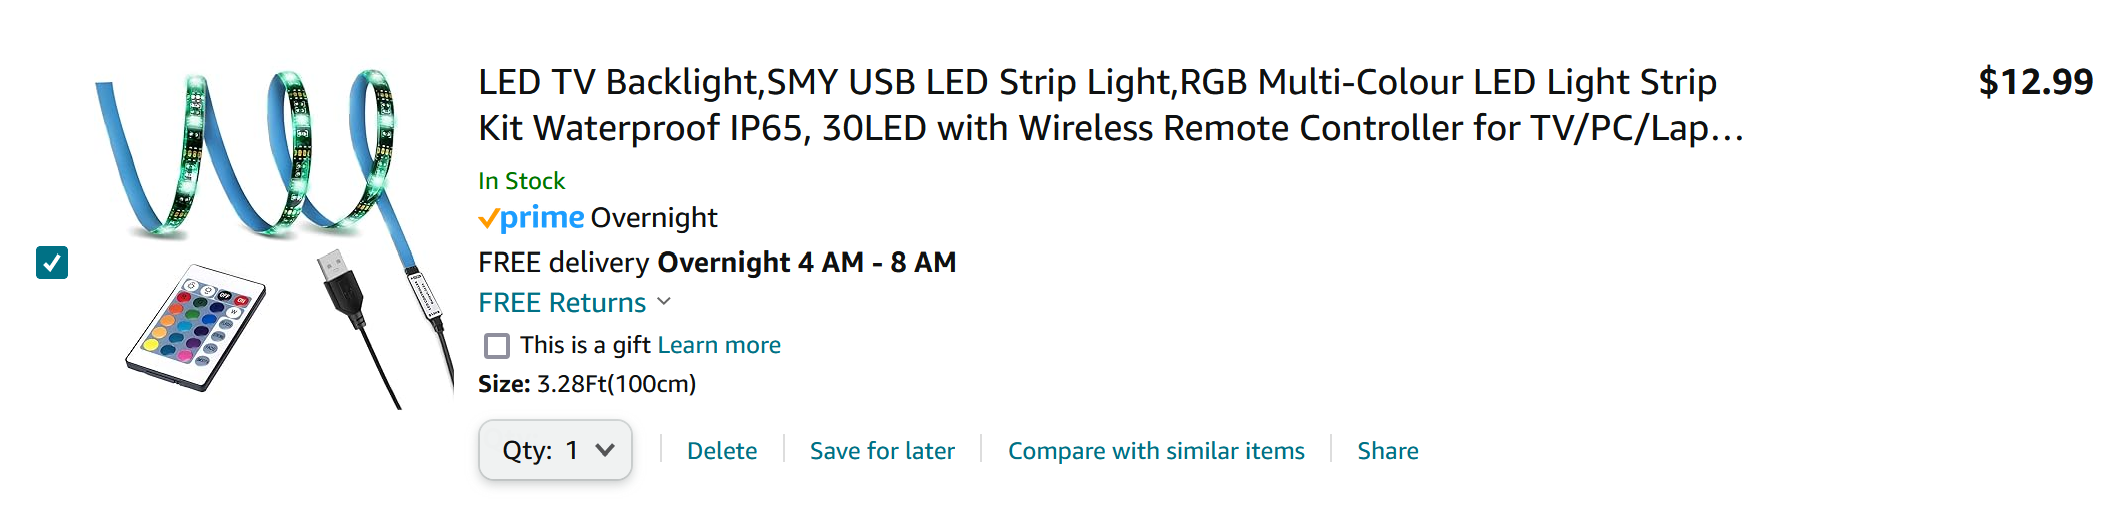 LED TV Backlight,SMY USB LED Strip Light,RGB Multi-Colour LED Light Strip
Kit Waterproof IP65, 30LED with Wireless Remote Controller for TV/PC/Lap…
$12.99
In Stock
prime Overnight
FREE delivery Overnight 4 AM - 8 AM
FREE Returns
This is a gift Learn more
Size: 3.28Ft(100cm)
Qty: 1
Delete
Save for later
Compare with similar items
Share
OFF
ON
W